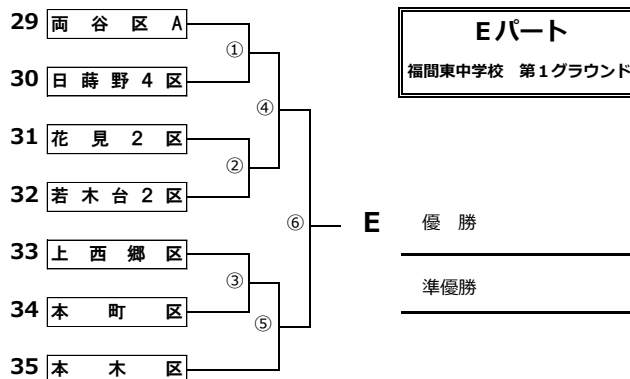 29 両谷区A
①
30 日蒔野4区
④
31 花見2区
②
32 若木台2区
⑥
33 上西郷区
③
34 本町区
⑤
35 本木区
E
Eパート
福間東中学校 第1グラウンド
優 勝
準優勝